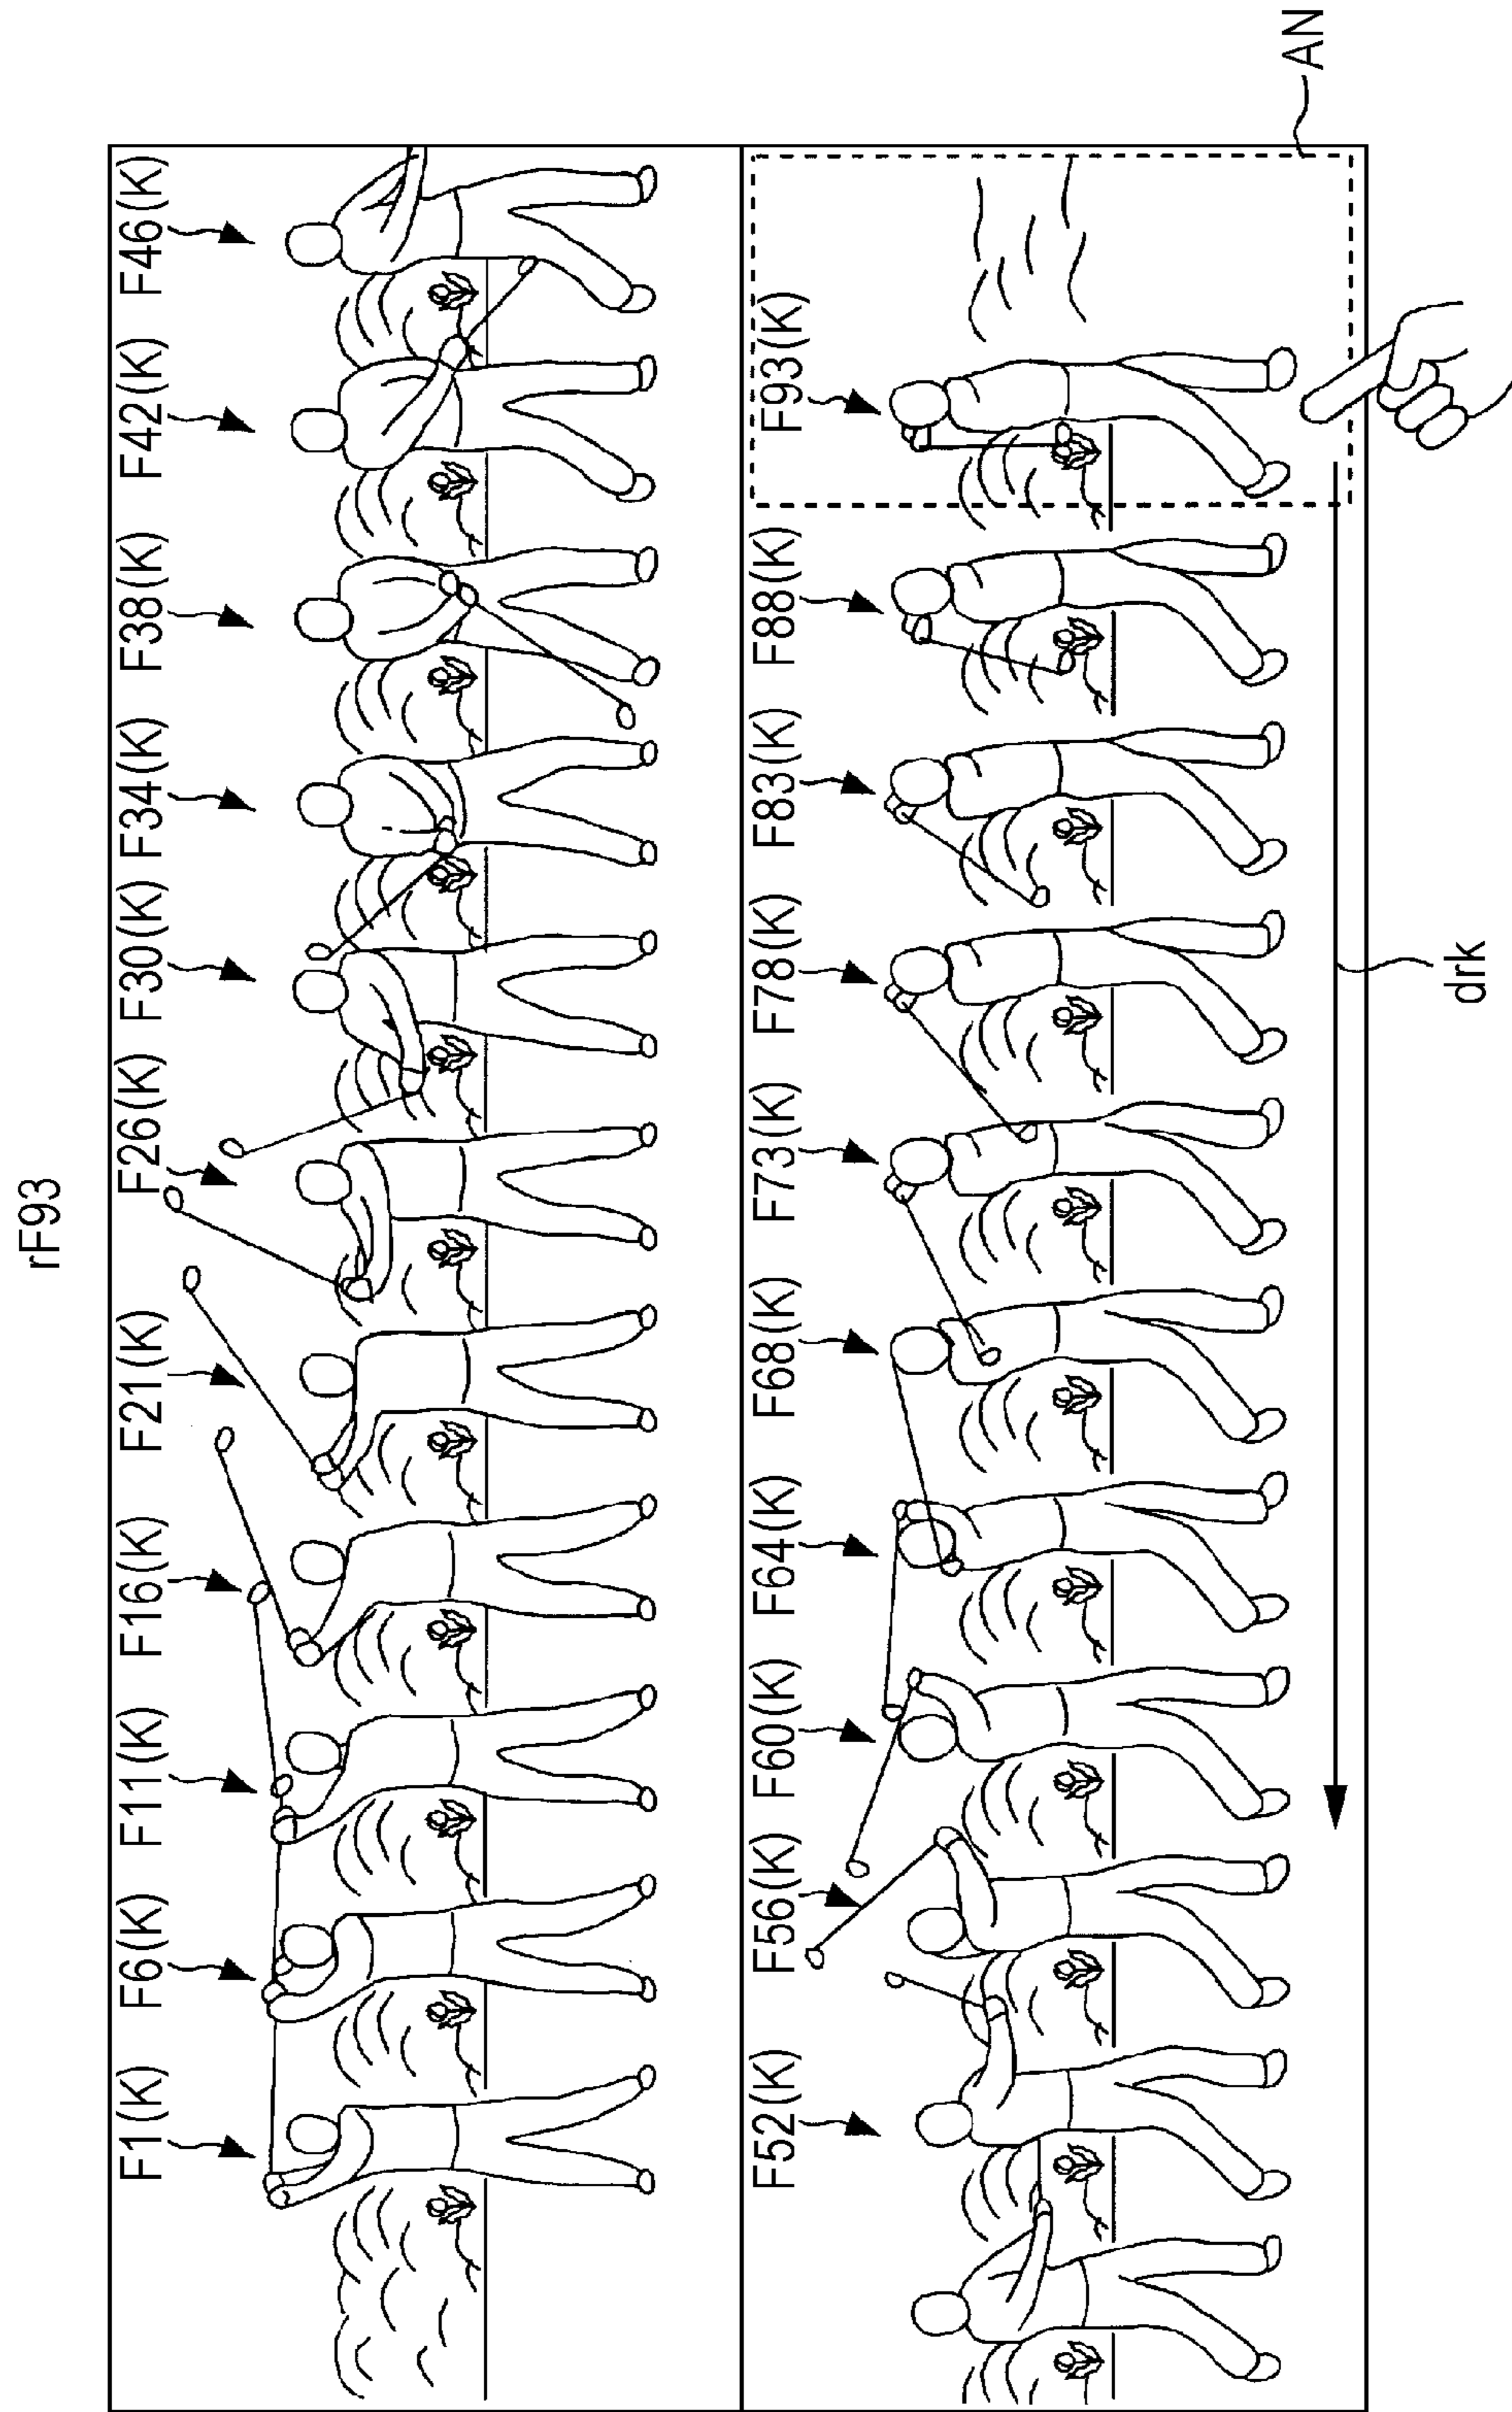 rF93
F1(K) F6(K) F11(K) F16(K) F21(K) F26(K) F30(K) F34(K) F38(K) F42(K) F46(K)
F52(K) F56(K) F60(K) F64(K) F68(K) F73(K) F78(K) F83(K) F88(K) F93(K)
AN
drk